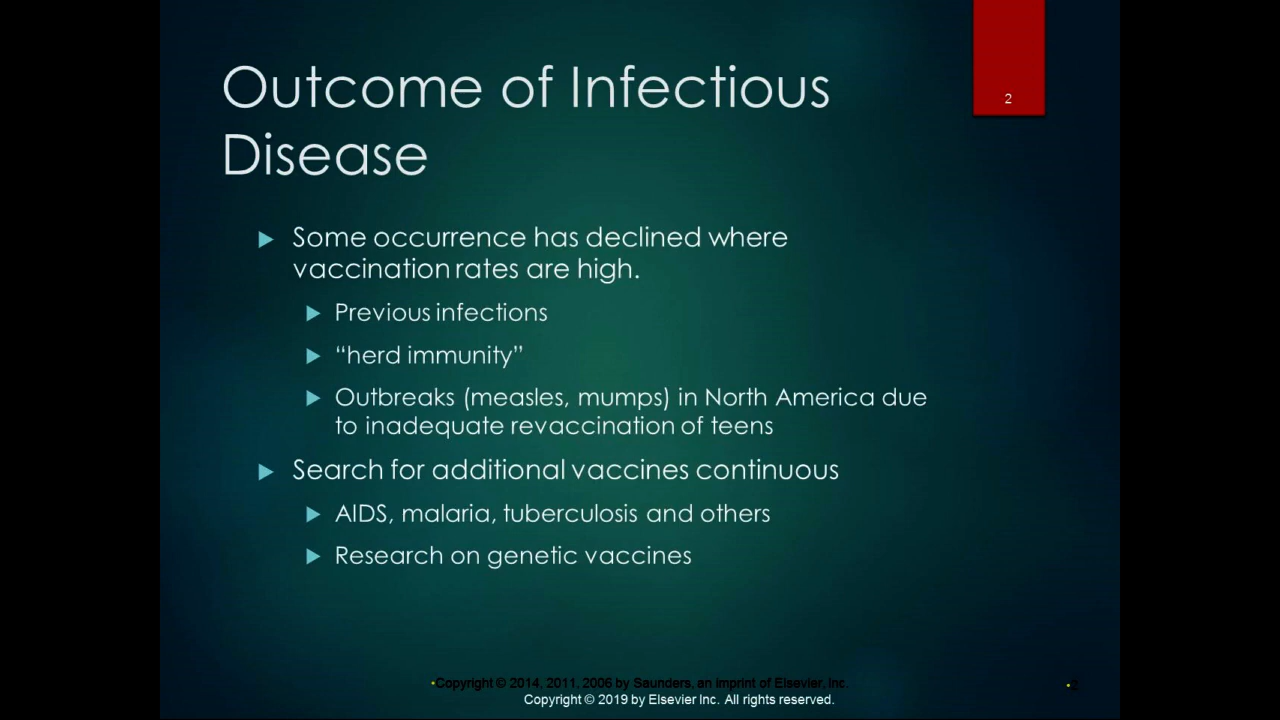 Outcome of Infectious
Disease
2
Some occurrence has declined where
vaccination rates are high.
Previous infections
“herd immunity”
Outbreaks (measles, mumps) in North America due
to inadequate revaccination of teens
Search for additional vaccines continuous
AIDS, malaria, tuberculosis and others
Research on genetic vaccines
•Copyright © 2014, 2011, 2006 by Saunders, an imprint of Elsevier, Inc.
Copyright © 2019 by Elsevier Inc. All rights reserved.